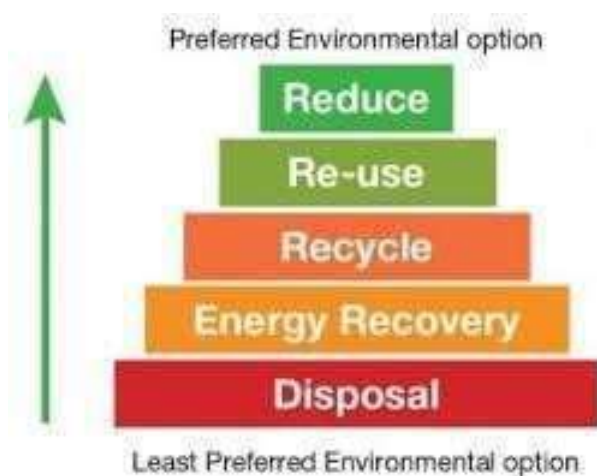 Preferred Environmental option
Reduce
Re-use
Recycle
Energy Recovery
Disposal
Least Preferred Environmental option